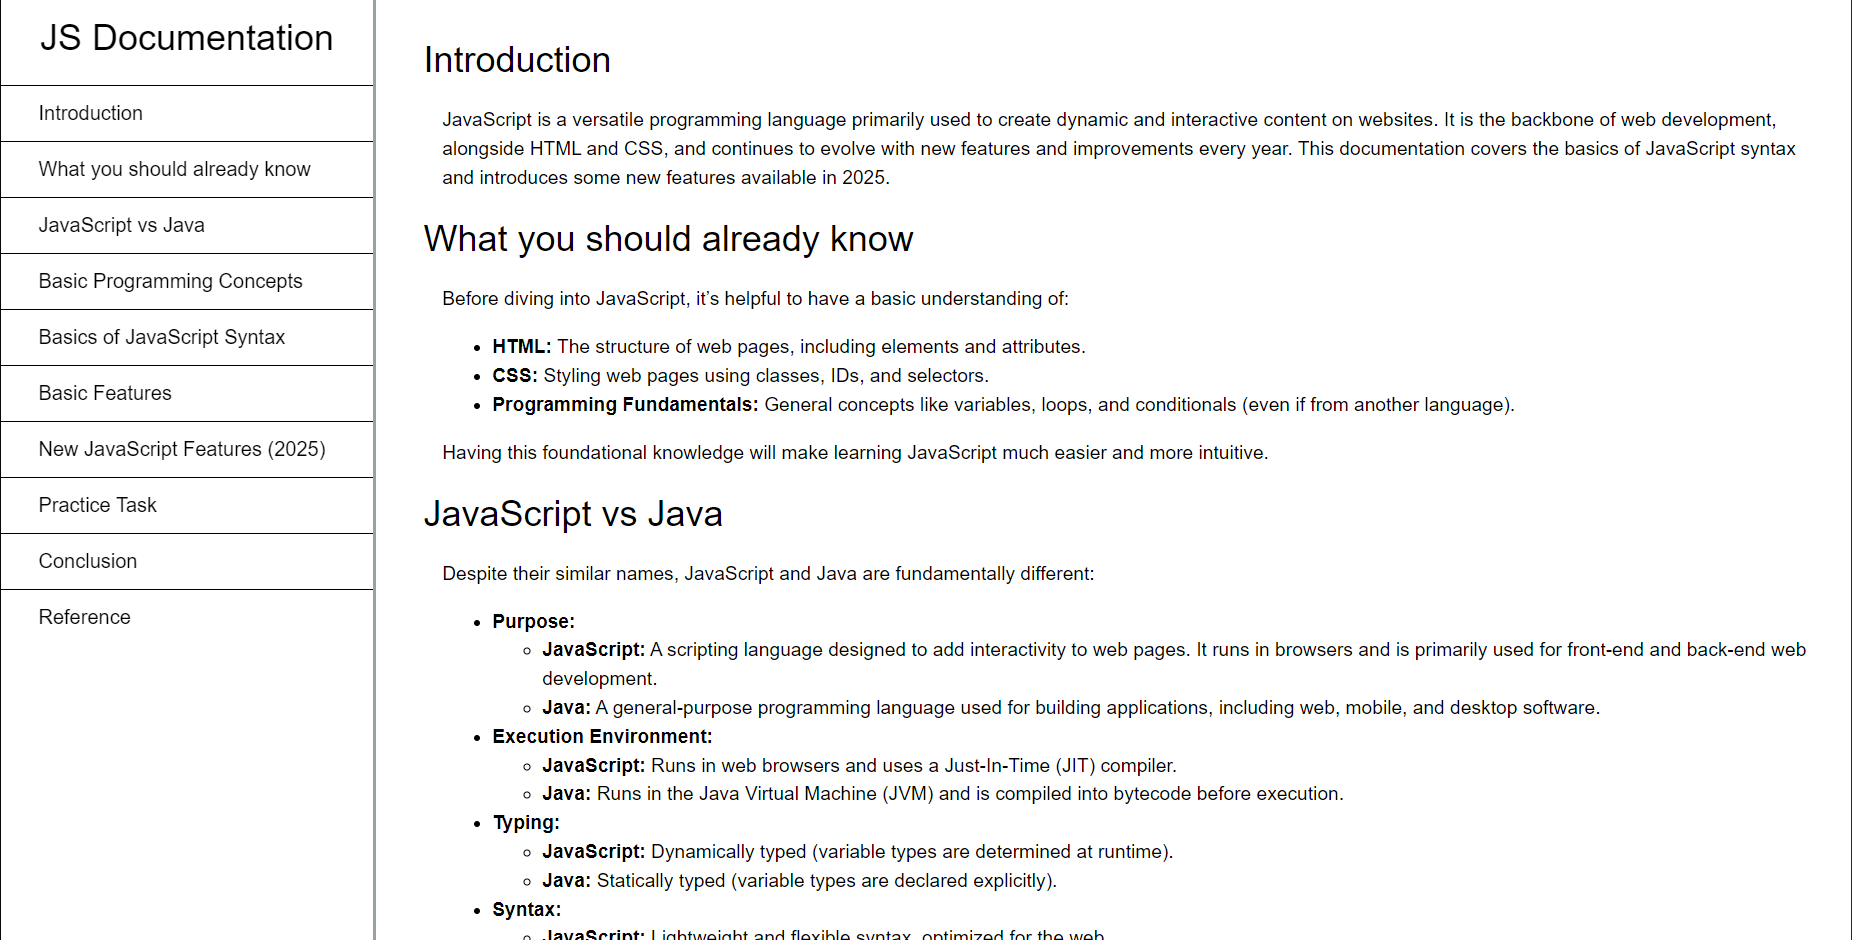 JS Documentation
Introduction
What you should already know
JavaScript vs Java
Basic Programming Concepts
Basics of JavaScript Syntax
Basic Features
New JavaScript Features (2025)
Practice Task
Conclusion
Reference
Introduction
JavaScript is a versatile programming language primarily used to create dynamic and interactive content on websites. It is the backbone of web development,
alongside HTML and CSS, and continues to evolve with new features and improvements every year. This documentation covers the basics of JavaScript syntax
and introduces some new features available in 2025.
What you should already know
Before diving into JavaScript, it’s helpful to have a basic understanding of:
• HTML: The structure of web pages, including elements and attributes.
• CSS: Styling web pages using classes, IDs, and selectors.
• Programming Fundamentals: General concepts like variables, loops, and conditionals (even if from another language).
Having this foundational knowledge will make learning JavaScript much easier and more intuitive.
JavaScript vs Java
Despite their similar names, JavaScript and Java are fundamentally different:
• Purpose:
◦ JavaScript: A scripting language designed to add interactivity to web pages. It runs in browsers and is primarily used for front-end and back-end web
development.
◦ Java: A general-purpose programming language used for building applications, including web, mobile, and desktop software.
• Execution Environment:
◦ JavaScript: Runs in web browsers and uses a Just-In-Time (JIT) compiler.
◦ Java: Runs in the Java Virtual Machine (JVM) and is compiled into bytecode before execution.
• Typing:
◦ JavaScript: Dynamically typed (variable types are determined at runtime).
◦ Java: Statically typed (variable types are declared explicitly).
• Syntax:
◦ JavaScript: Lightweight and flexible syntax, optimized for the web.